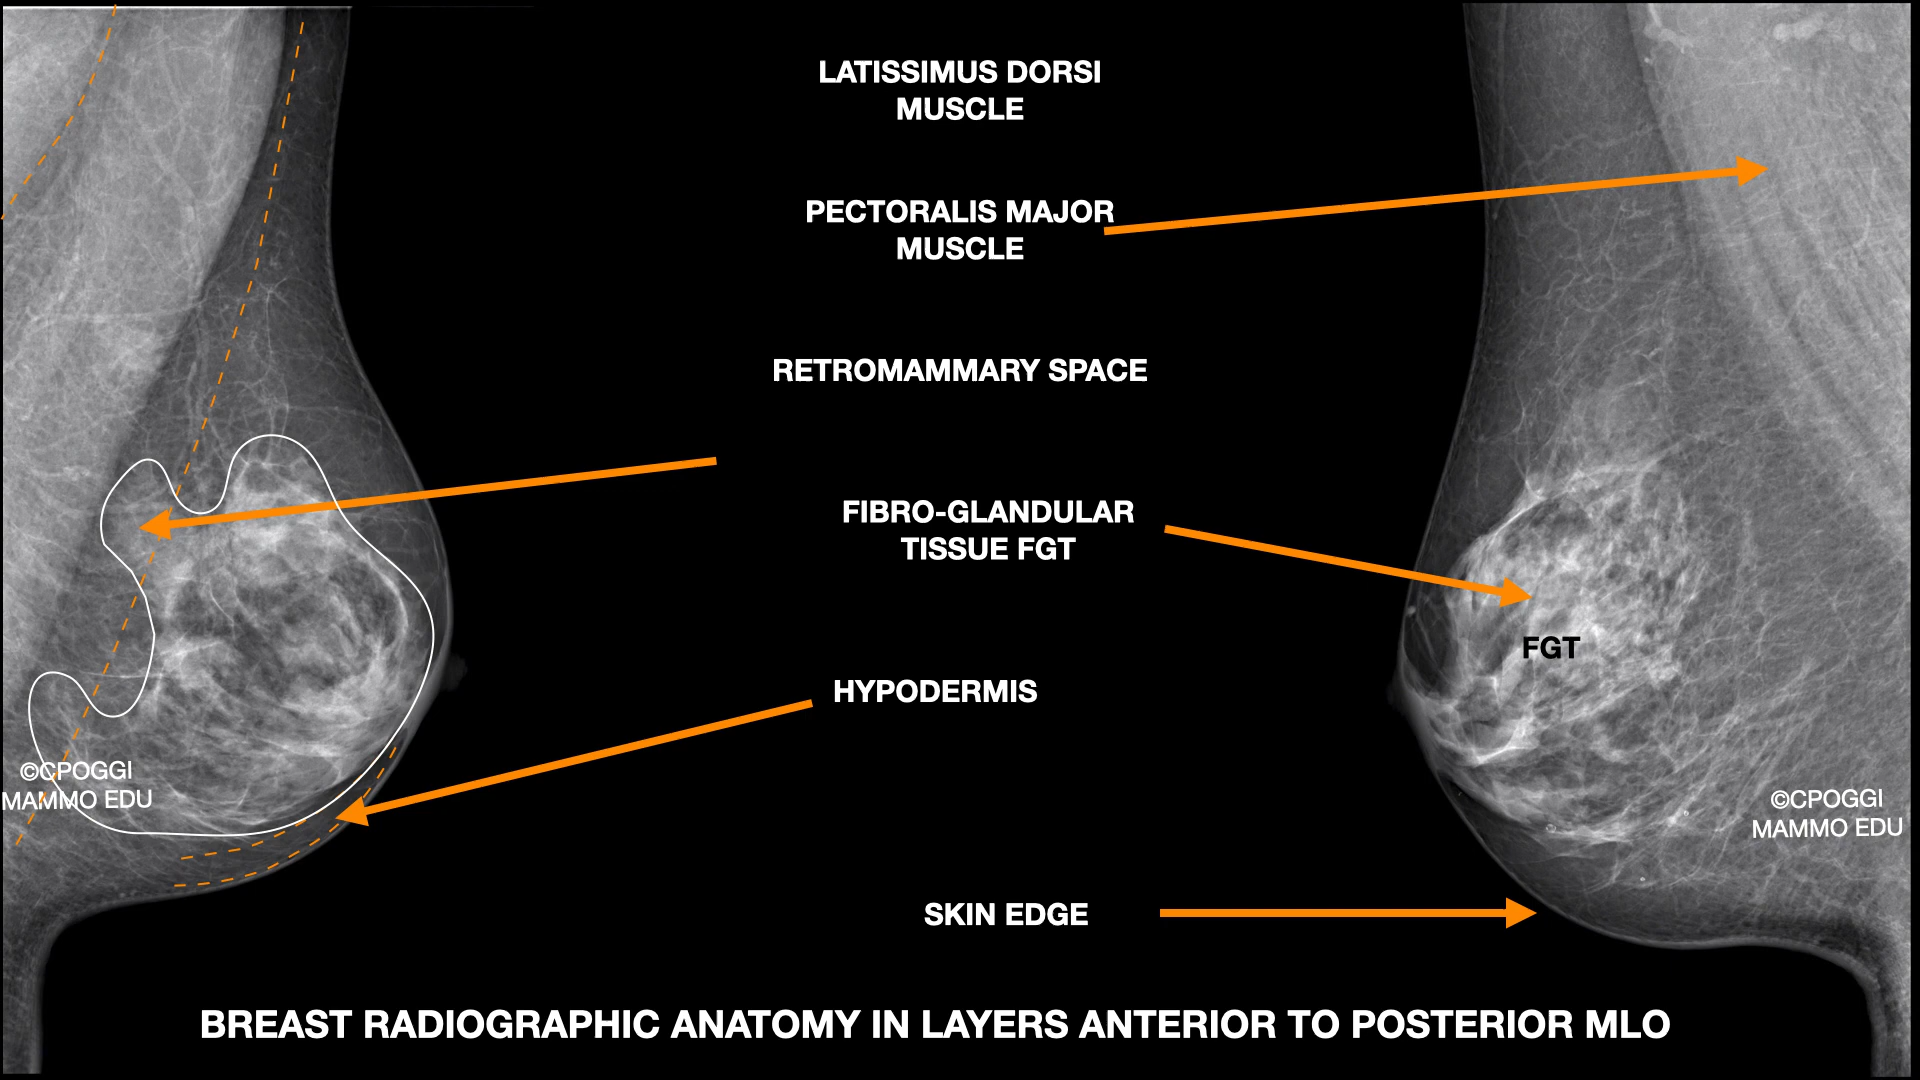 LATISSIMUS DORSI
MUSCLE
PECTORALIS MAJOR
MUSCLE
RETROMAMMARY SPACE
FIBRO-GLANDULAR
TISSUE FGT
FGT
HYPODERMIS
©CPOGGI
MAMMO EDU
©CPOGGI
MAMMO EDU
SKIN EDGE
BREAST RADIOGRAPHIC ANATOMY IN LAYERS ANTERIOR TO POSTERIOR MLO